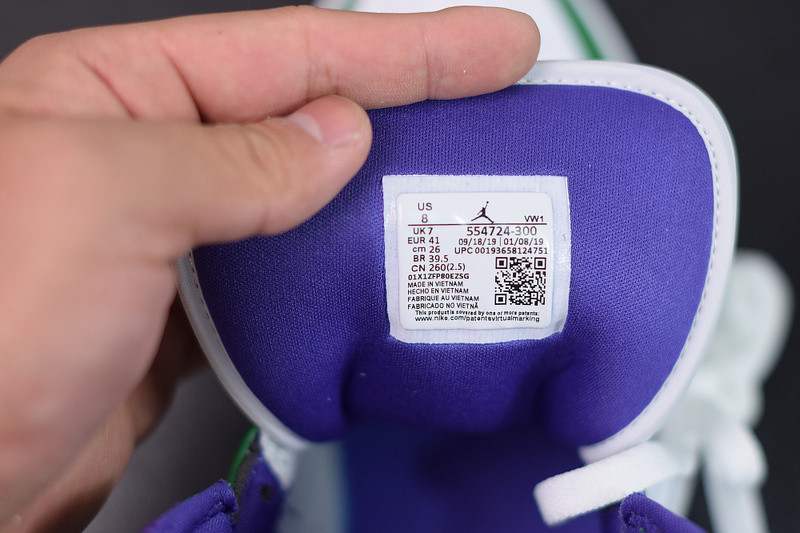 US
8
VW1
UK 7
554724-300
EUR 41
09/18/19 | 01/08/19
cm 26
UPC 00193658124751
BR 39.5
CN 260(2.5)
01X1ZFP80EZSG
MADE IN VIETNAM
HECHO EN VIETNAM
FABRIQUE AU VIETNAM
FABRICADO NO VIETNÃ
This product is covered by one or more patents:
www.nike.com/patentsvirtualmarking